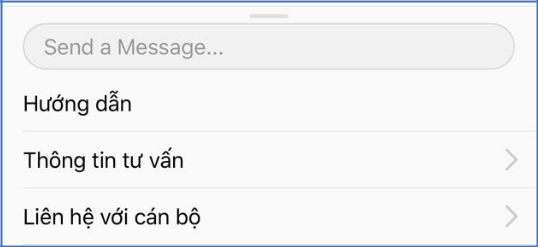 Send a Message...
Hướng dẫn
Thông tin tư vấn
Liên hệ với cán bộ